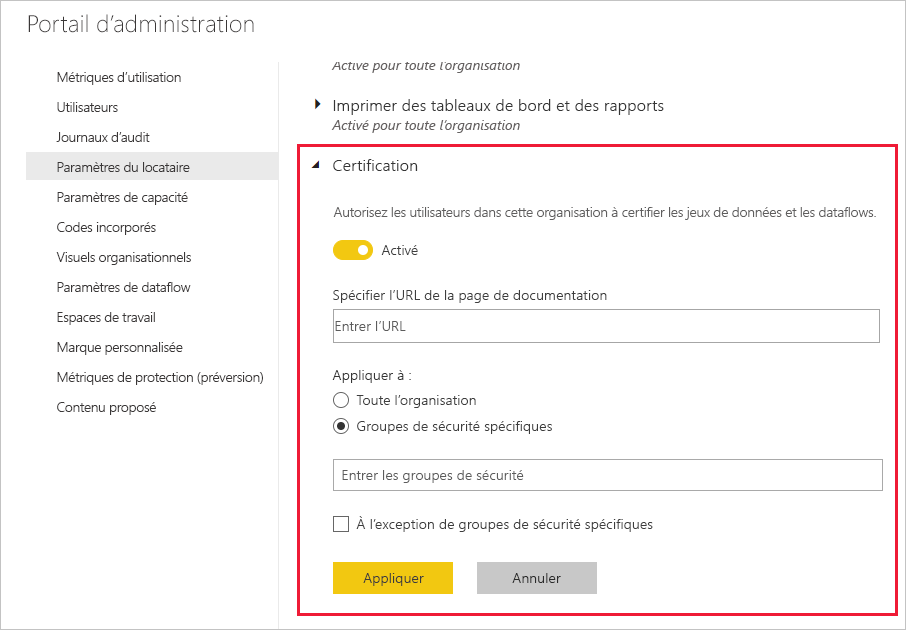 Portail d'administration
Métriques d'utilisation
Utilisateurs
Journaux d'audit
Paramètres du locataire
Paramètres de capacité
Codes incorporés
Visuels organisationnels
Paramètres de dataflow
Espaces de travail
Marque personnalisée
Métriques de protection (préversion)
Contenu proposé
Activé pour toute l'organisation
Imprimer des tableaux de bord et des rapports
Activé pour toute l'organisation
Certification
Autorisez les utilisateurs dans cette organisation à certifier les jeux de données et les dataflows.
Activé
Spécifier l'URL de la page de documentation
Entrer l'URL
Appliquer à :
Toute l'organisation
Groupes de sécurité spécifiques
Entrer les groupes de sécurité
À l'exception de groupes de sécurité spécifiques
Appliquer
Annuler